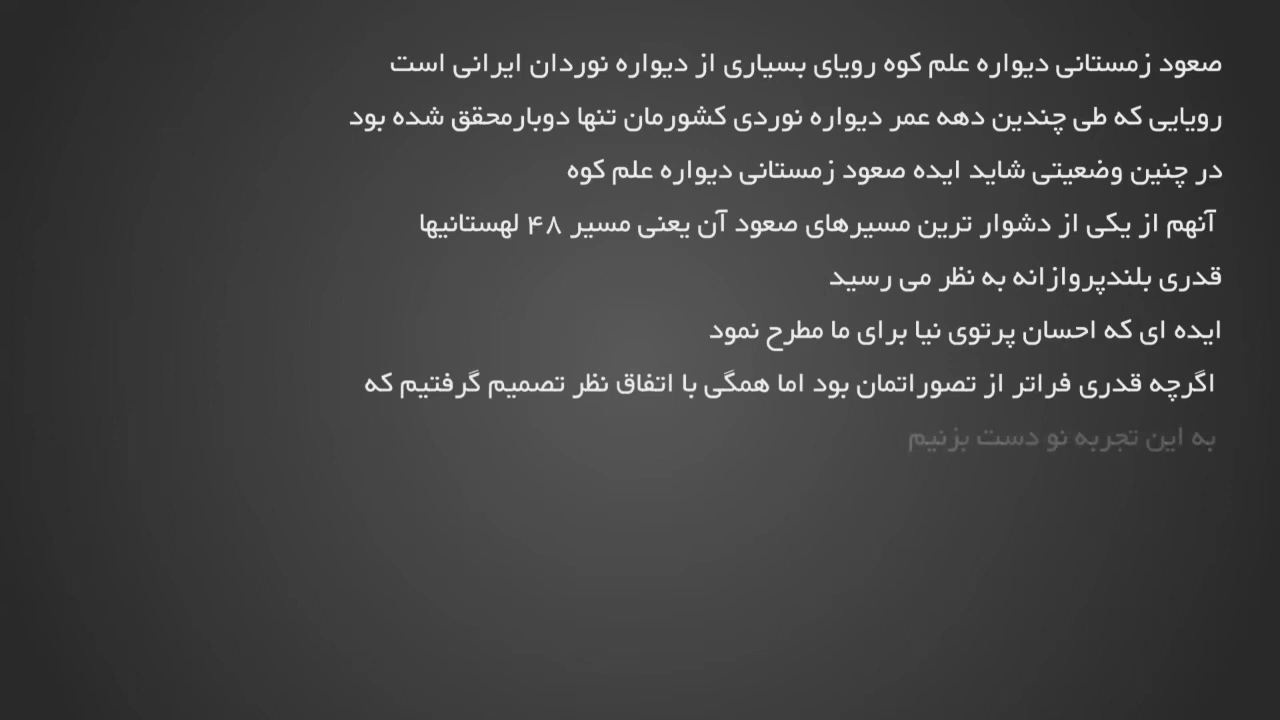 صعود زمستانی دیواره علم کوه رویای بسیاری از دیواره نوردان ایرانی است
رویایی که طی چندین دهه عمر دیواره نوردی کشورمان تنها دوبارمحقق شده بود
در چنین وضعیتی شاید ایده صعود زمستانی دیواره علم کوه
آنهم از یکی از دشوار ترین مسیرهای صعود آن یعنی مسیر ۴۸ لهستانیها
قدری بلندپروازانه به نظر می رسید
ایده ای که احسان پرتوی نیا برای ما مطرح نمود
اگرچه قدری فراتر از تصوراتمان بود اما همگی با اتفاق نظر تصمیم گرفتیم که
به این تجربه نو دست بزنیم